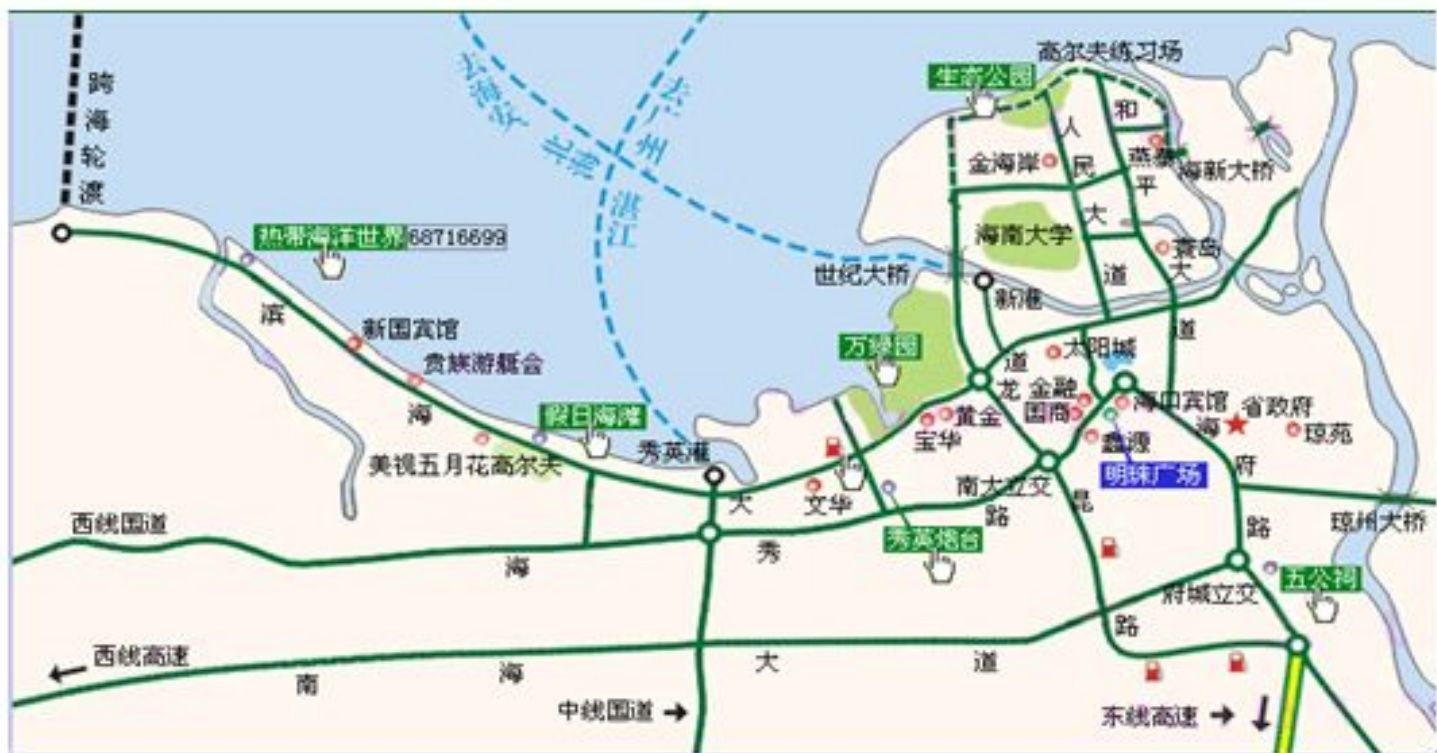 跨海轮渡
去海安
去广州
湛江
北海
高尔夫练习场
生态公园
人民大道
和平大道
金海岸
燕泰
海新大桥
海南大学
寰岛
世纪大桥
新港
热带海洋世界68716699
滨海大道
新国宾馆
贵族游艇会
万绿园
太阳城
龙昆路
金融
国商
海口宾馆
省政府
琼苑
海府路
黄金
宝华
鑫源
明珠广场
假日海滩
秀英港
美视五月花高尔夫
文华
南大立交
西线国道
海秀路
秀英炮台
琼州大桥
五公祠
府城立交
西线高速
南海大道
中线国道
东线高速